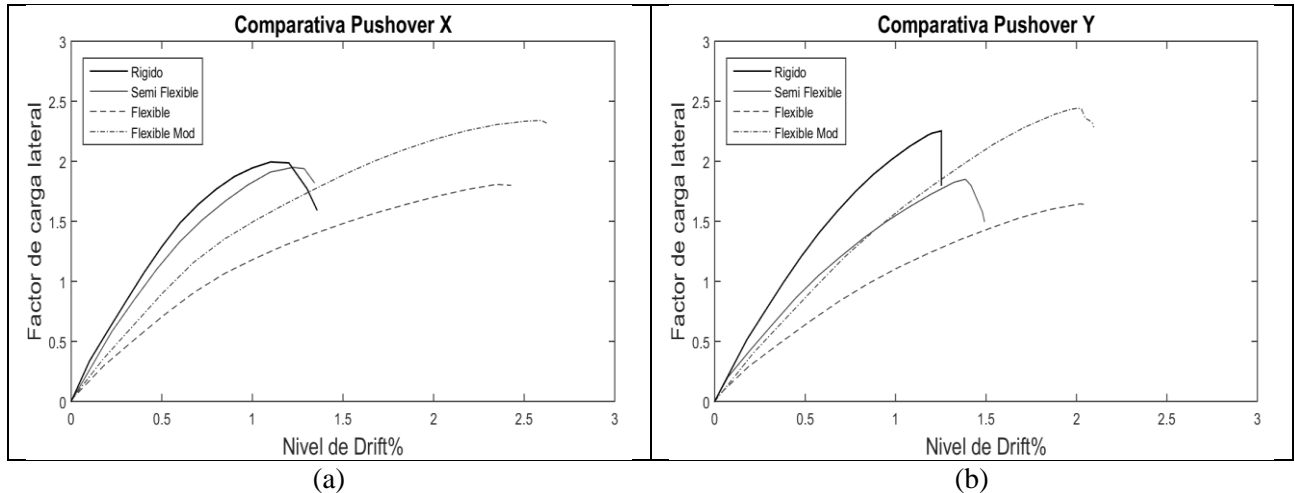 Comparativa Pushover X
3
2.5
2
1.5
1
0.5
0
Factor de carga lateral
Rigido
Semi Flexible
Flexible
Flexible Mod
0 0.5 1 1.5 2 2.5 3
Nivel de Drift%
(a)
Comparativa Pushover Y
3
2.5
2
1.5
1
0.5
0
Factor de carga lateral
Rigido
Semi Flexible
Flexible
Flexible Mod
0 0.5 1 1.5 2 2.5 3
Nivel de Drift%
(b)